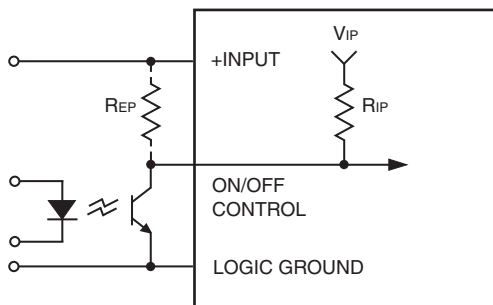 VIP
+INPUT
REP
RIP
ON/OFF
CONTROL
LOGIC GROUND